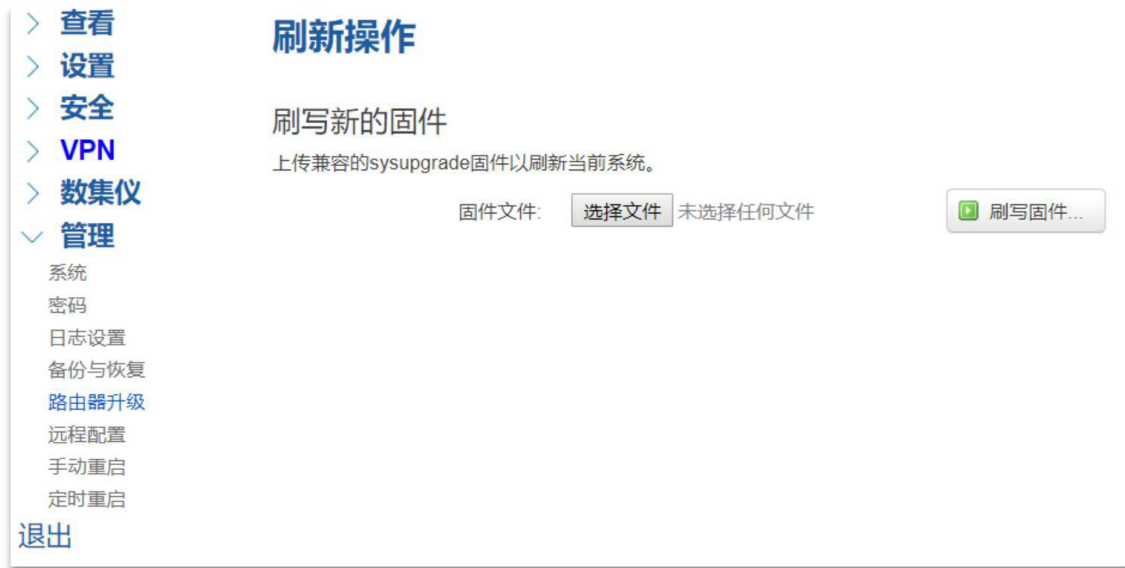 查看
设置
安全
VPN
数集仪
管理
系统
密码
日志设置
备份与恢复
路由器升级
远程配置
手动重启
定时重启
退出
刷新操作
刷写新的固件
上传兼容的sysupgrade固件以刷新当前系统。
固件文件: 选择文件 未选择任何文件 刷写固件...